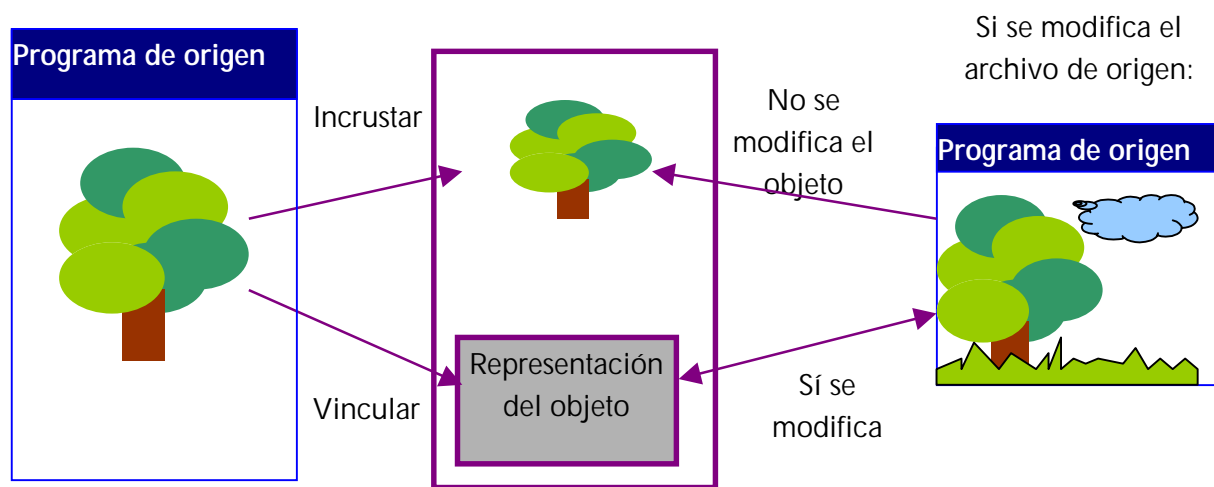 Programa de origen
Incrustar
Vincular
Representación
del objeto
No se
modifica el
objeto
Sí se
modifica
Si se modifica el
archivo de origen:
Programa de origen